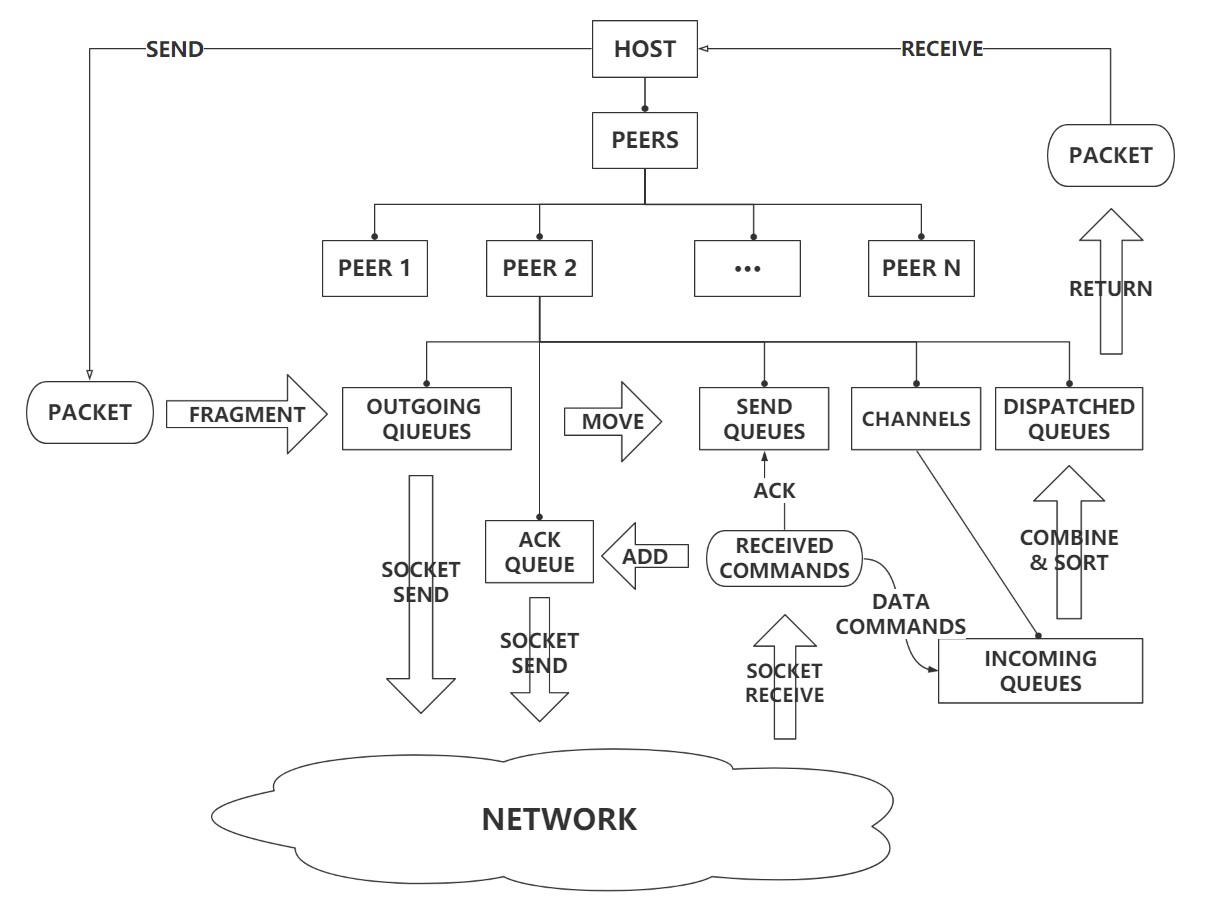 HOST
SEND
RECEIVE
PEERS
PACKET
PEER 1
PEER 2
•••
PEER N
RETURN
PACKET
FRAGMENT
OUTGOING
QIUEUES
MOVE
SEND
QUEUES
CHANNELS
DISPATCHED
QUEUES
ACK
ACK
QUEUE
ADD
RECEIVED
COMMANDS
COMBINE
& SORT
SOCKET
SEND
DATA
COMMANDS
SOCKET
SEND
SOCKET
RECEIVE
INCOMING
QUEUES
NETWORK